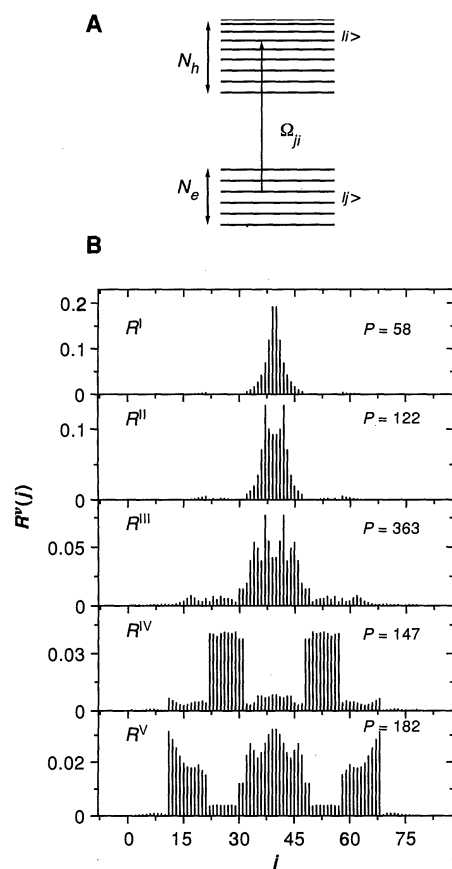 A
N_h
|i>
Ω_ji
N_e
|j>
B
R^I P = 58
0.2
0.1
0
R^II P = 122
0.1
0
R^III P = 363
0.05
0
R^IV P = 147
0.03
0
R^V P = 182
0.02
0
R^ν(j)
0 15 30 45 60 75
i